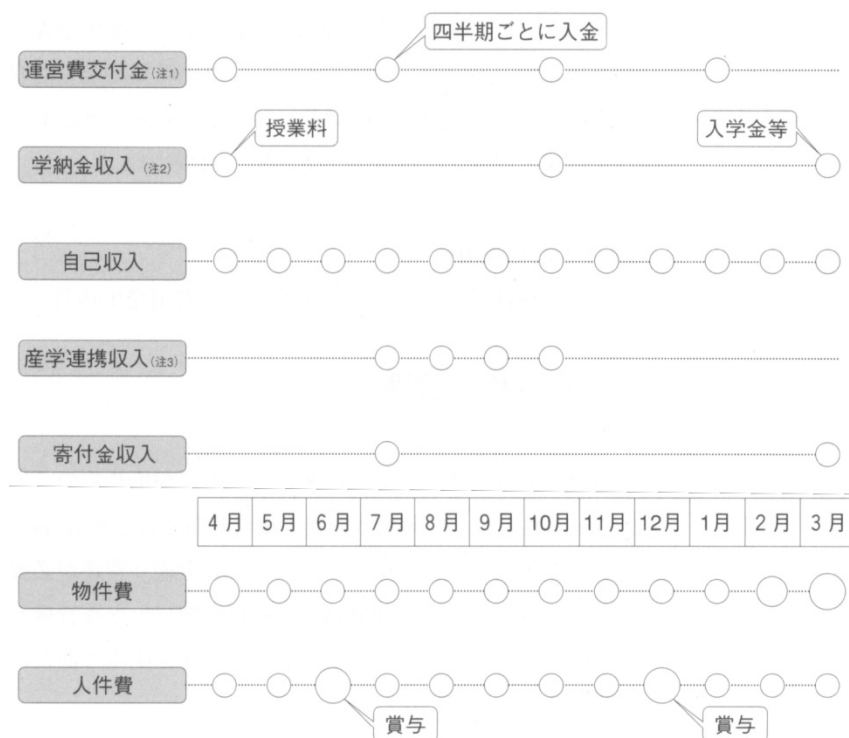 四半期ごとに入金
運営費交付金(注1)
授業料
入学金等
学納金収入(注2)
自己収入
産学連携収入(注3)
寄付金収入
4月 5月 6月 7月 8月 9月 10月 11月 12月 1月 2月 3月
物件費
人件費
賞与
賞与